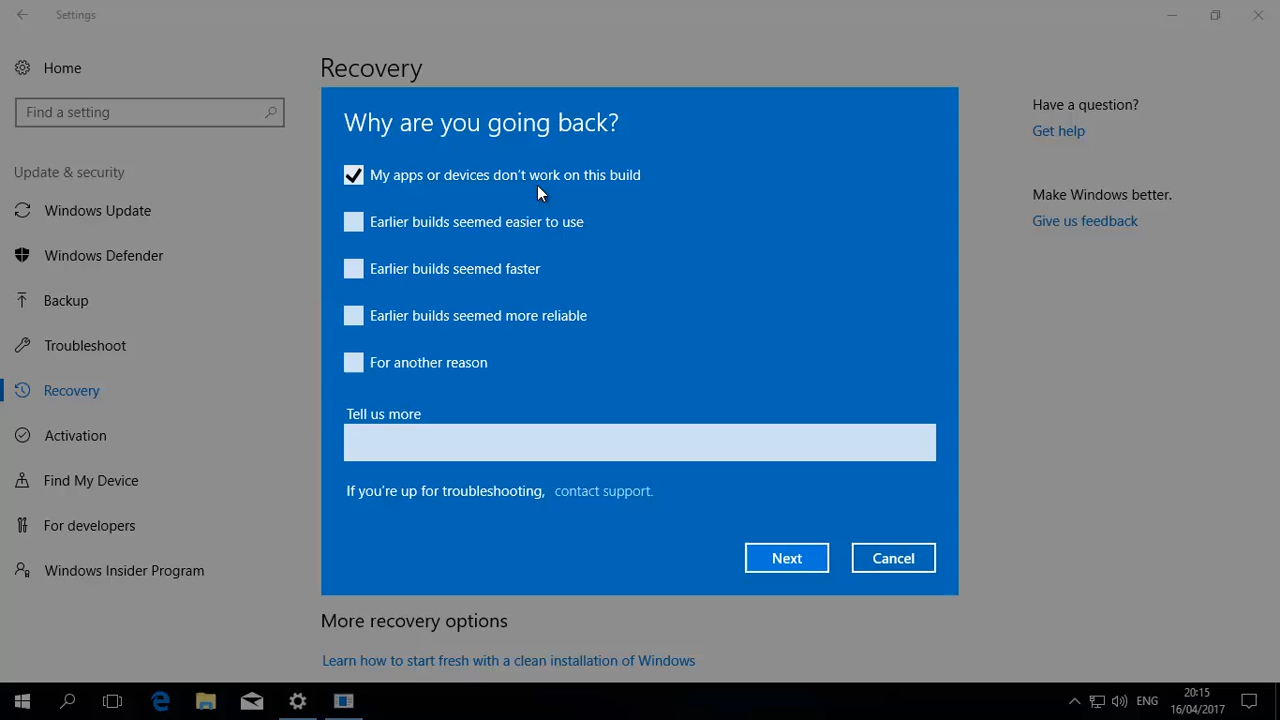 Settings
Home
Find a setting
Update & security
Windows Update
Windows Defender
Backup
Troubleshoot
Recovery
Activation
Find My Device
For developers
Windows Insider Program
Recovery
Why are you going back?
My apps or devices don't work on this build
Earlier builds seemed easier to use
Earlier builds seemed faster
Earlier builds seemed more reliable
For another reason
Tell us more
If you're up for troubleshooting, contact support.
Next Cancel
More recovery options
Learn how to start fresh with a clean installation of Windows
Have a question?
Get help
Make Windows better.
Give us feedback
ENG
20:15
16/04/2017